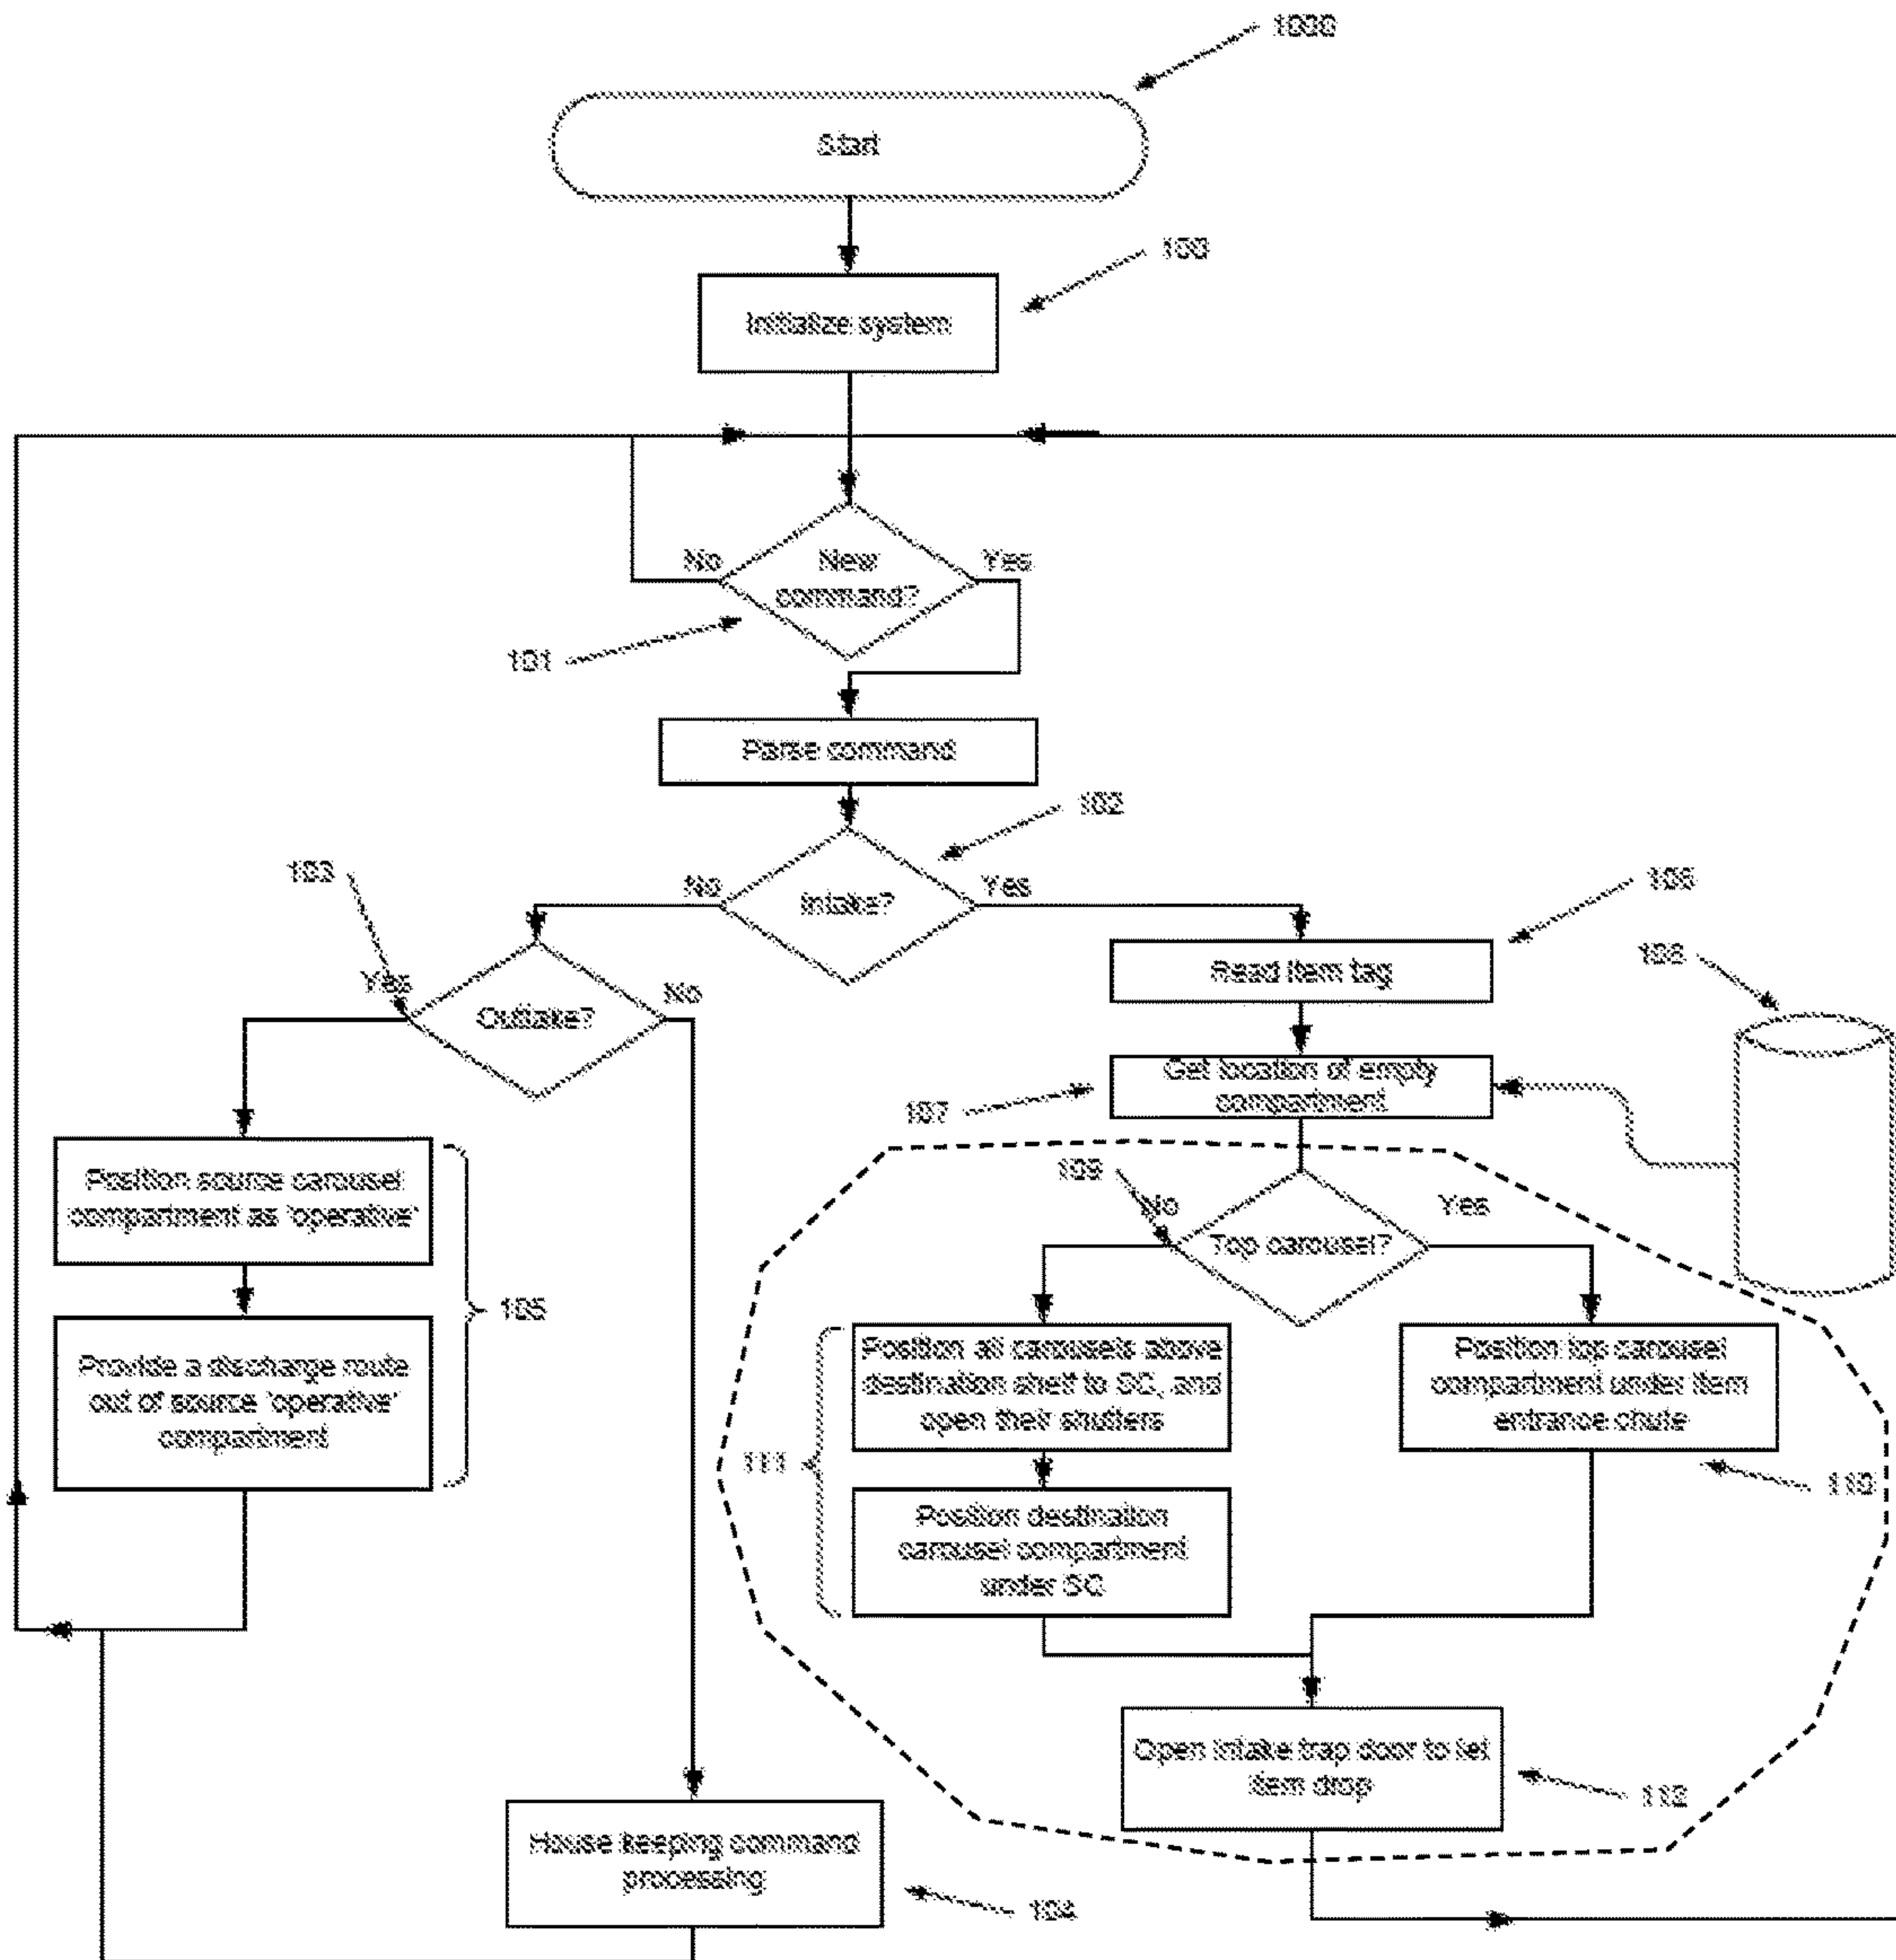 1000
Start
100
Initialize system
No
New
command?
Yes
101
Parse command
102
103
No
Intake?
Yes
106
Read item tag
108
Yes
Outtake?
No
Get location of empty
compartment
107
109
No
Top carousel?
Yes
Position source carousel
compartment as 'operative'
105
Provide a discharge route
out of source 'operative'
compartment
Position all carousels above
destination shelf to SC, and
open their shutters
Position top carousel
compartment under item
entrance chute
111
110
Position destination
carousel compartment
under SC
Open intake trap door to let
item drop
112
House keeping command
processing
104